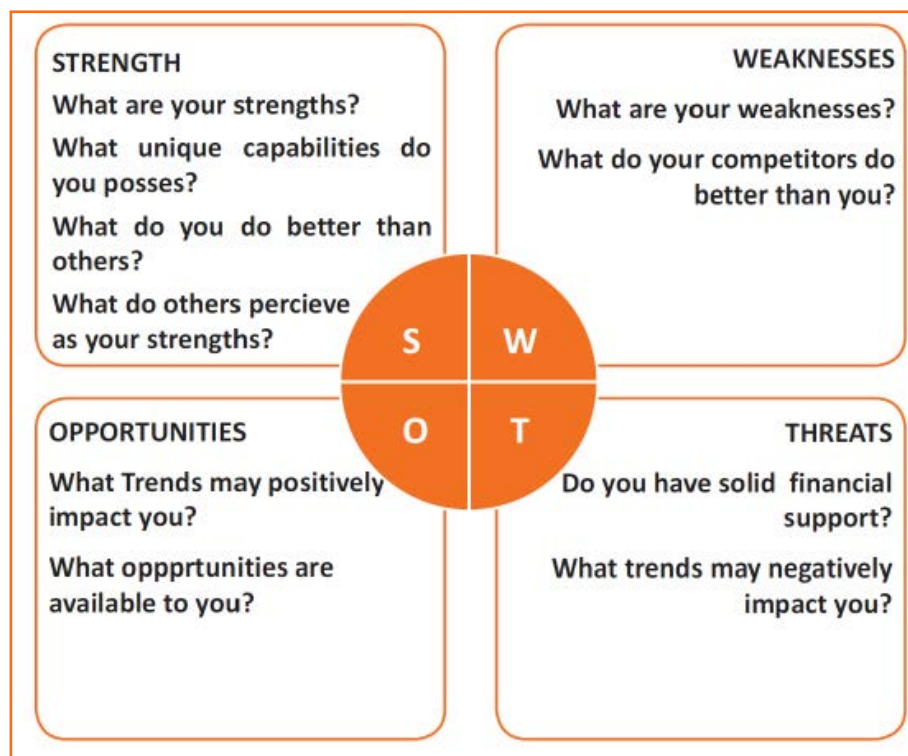 STRENGTH
What are your strengths?
What unique capabilities do
you posses?
What do you do better than
others?
What do others percieve
as your strengths?
WEAKNESSES
What are your weaknesses?
What do your competitors do
better than you?
S
W
O
T
OPPORTUNITIES
What Trends may positively
impact you?
What oppprtunities are
available to you?
THREATS
Do you have solid financial
support?
What trends may negatively
impact you?